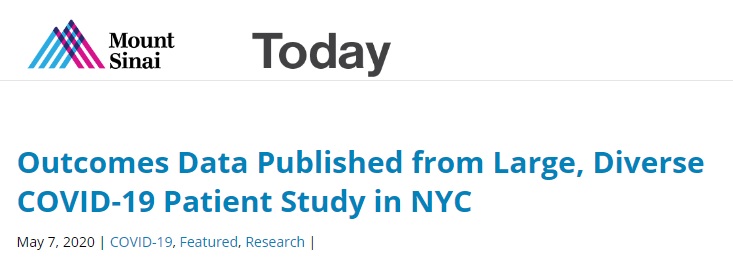 Mount
Sinai
Today
Outcomes Data Published from Large, Diverse
COVID-19 Patient Study in NYC
May 7, 2020 | COVID-19, Featured, Research |